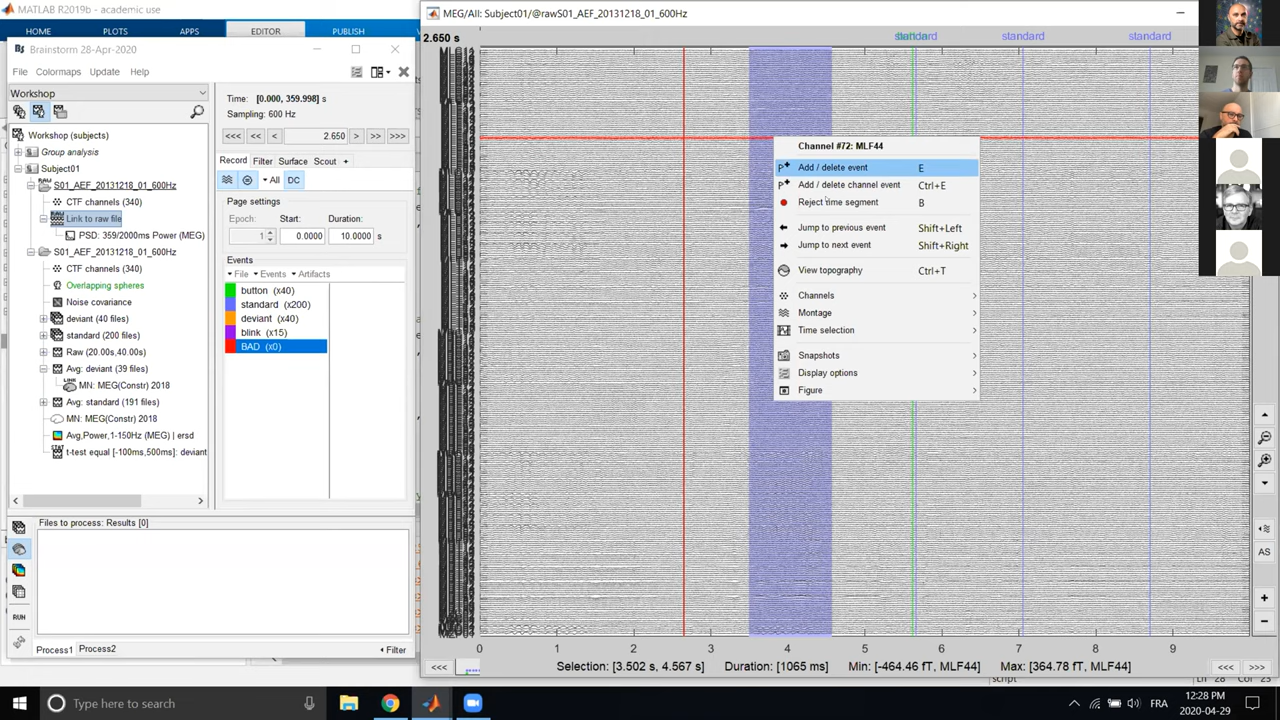 MATLAB R2019b - academic use
HOME
PLOTS
APPS
EDITOR
PUBLISH
Brainstorm 28-Apr-2020
File
Colormaps
Update
Help
Workshop
Workshop (subjects)
Group analysis
Subject01
S01_AEF_20131218_01_600Hz
CTF channels (340)
Link to raw file
PSD: 359/2000ms Power (MEG)
S01_AEF_20131218_01_600Hz
CTF channels (340)
Overlapping spheres
Noise covariance
deviant (40 files)
standard (200 files)
Raw (20.00s,40.00s)
Avg: deviant (39 files)
MN: MEG(Constr) 2018
Avg: standard (191 files)
MN: MEG(Constr) 2018
Avg,Power,1-150Hz (MEG) | ersd
t-test equal [-100ms,500ms]: deviant
Time: [0.000, 359.998] s
Sampling: 600 Hz
<<<
<<
<
2.650
>
>>
>>>
Record
Filter
Surface
Scout
+
All
DC
Page settings
Epoch:
Start:
Duration:
1
0.0000
10.0000
s
Events
File
Events
Artifacts
button (x40)
standard (x200)
deviant (x40)
blink (x15)
BAD (x0)
Files to process: Results [0]
RUN
Process1
Process2
Filter
MEG/All: Subject01/@rawS01_AEF_20131218_01_600Hz
2.650 s
standard
standard
standard
Channel #72: MLF44
Add / delete event
E
Add / delete channel event
Ctrl+E
Reject time segment
B
Jump to previous event
Shift+Left
Jump to next event
Shift+Right
View topography
Ctrl+T
Channels
Montage
Time selection
Snapshots
Display options
Figure
AS
+
−
0
1
2
3
4
5
6
7
8
9
<<<
Selection: [3.502 s, 4.567 s]
Duration: [1065 ms]
Min: [-464.46 fT, MLF44]
Max: [364.78 fT, MLF44]
<<<
>>>
script
Type here to search
FRA
12:28 PM
2020-04-29